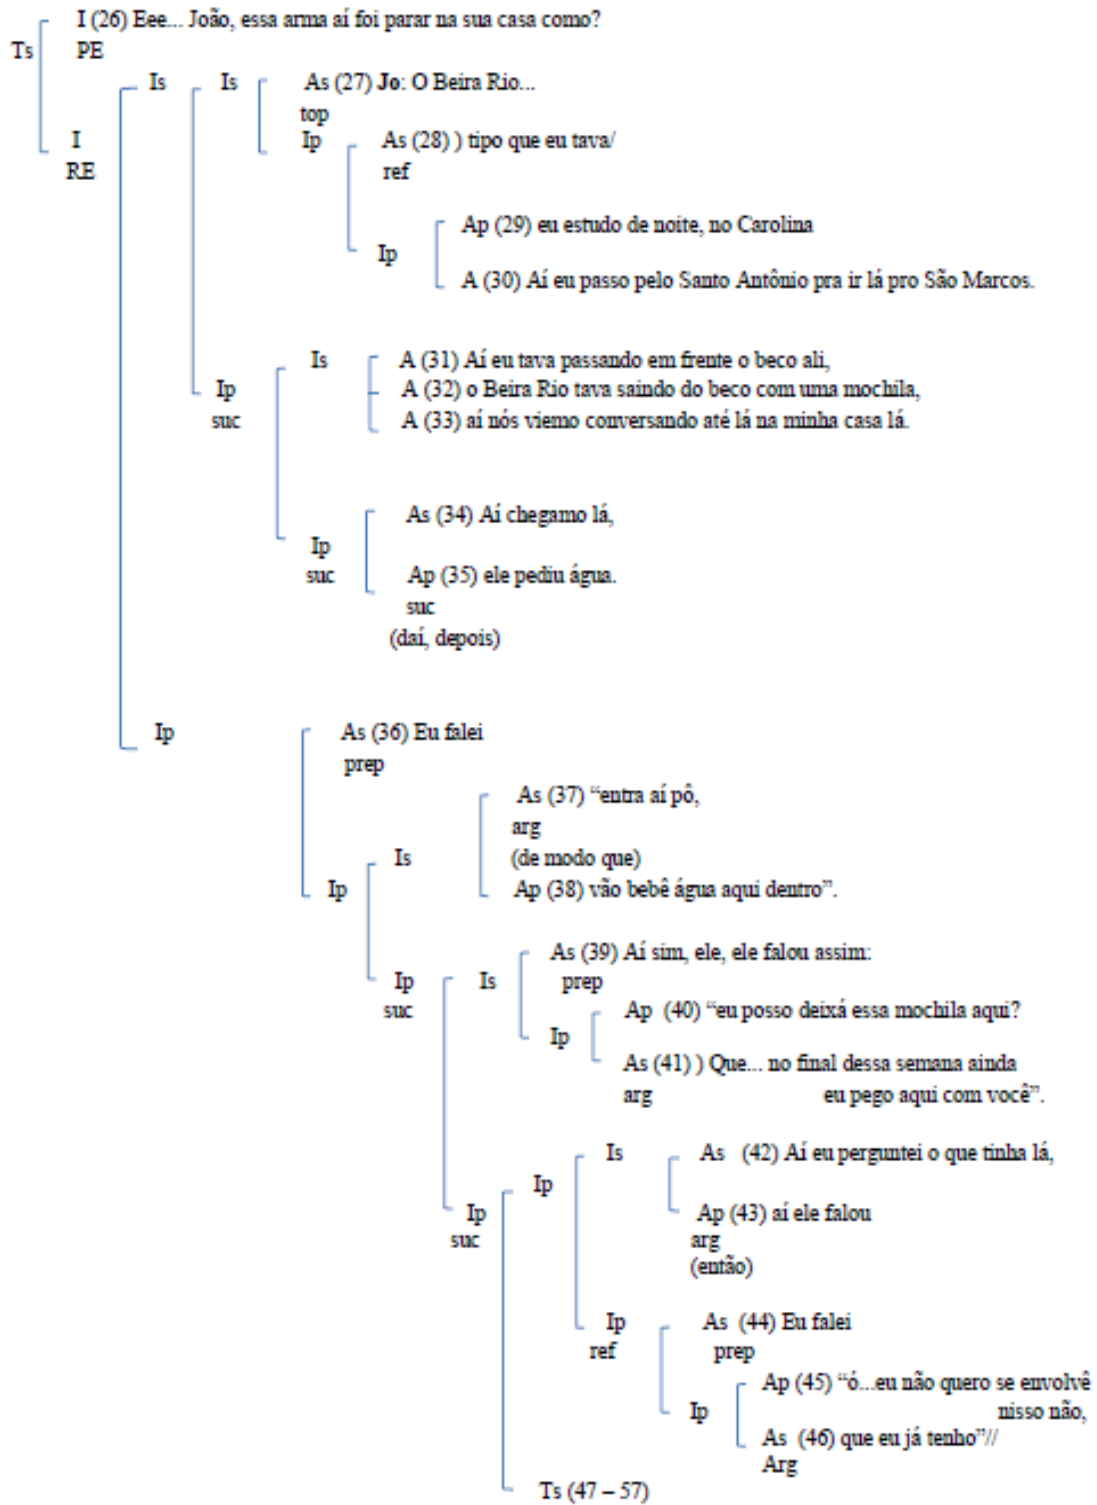 I (26) Eee... João, essa arma aí foi parar na sua casa como?
Ts PE
Is Is As (27) Jo: O Beira Rio...
top
I Ip As (28) ) tipo que eu tava/
RE ref
Ap (29) eu estudo de noite, no Carolina
Ip
A (30) Aí eu passo pelo Santo Antônio pra ir lá pro São Marcos.
Is A (31) Aí eu tava passando em frente o beco ali,
Ip A (32) o Beira Rio tava saindo do beco com uma mochila,
suc A (33) aí nós viemo conversando até lá na minha casa lá.
As (34) Aí chegamo lá,
Ip
suc Ap (35) ele pediu água.
suc
(daí, depois)
Ip As (36) Eu falei
prep
As (37) “entra aí pô,
arg
Is (de modo que)
Ip Ap (38) vão bebê água aqui dentro”.
As (39) Aí sim, ele, ele falou assim:
Ip Is prep
suc Ap (40) “eu posso deixá essa mochila aqui?
Ip
As (41) ) Que... no final dessa semana ainda
arg eu pego aqui com você”.
Is As (42) Aí eu perguntei o que tinha lá,
Ip
Ip Ap (43) aí ele falou
suc arg
(então)
Ip As (44) Eu falei
ref prep
Ap (45) “ó...eu não quero se envolvê
Ip nisso não,
As (46) que eu já tenho”//
Arg
Ts (47 – 57)